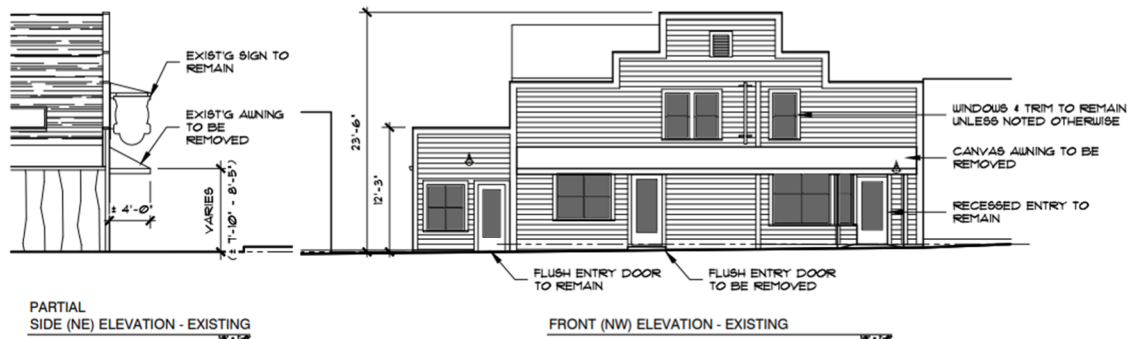 EXIST'G SIGN TO
REMAIN
EXIST'G AWNING
TO BE
REMOVED
± 4'-0"
VARIES
(± 7'-10" - 8'-5")
PARTIAL
SIDE (NE) ELEVATION - EXISTING
23'-6"
12'-3"
WINDOWS & TRIM TO REMAIN
UNLESS NOTED OTHERWISE
CANVAS AWNING TO BE
REMOVED
RECESSED ENTRY TO
REMAIN
FLUSH ENTRY DOOR
TO REMAIN
FLUSH ENTRY DOOR
TO BE REMOVED
FRONT (NW) ELEVATION - EXISTING